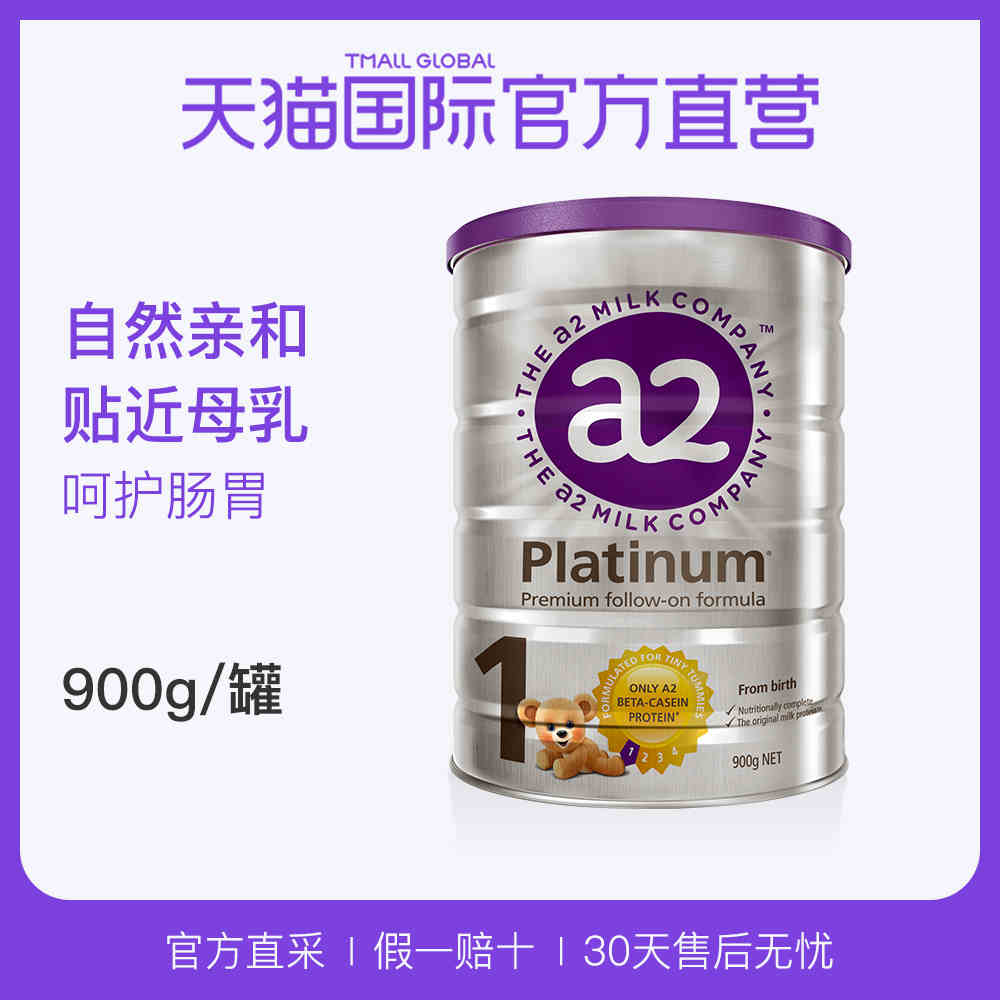 TMALL GLOBAL
天猫国际官方直营
自然亲和
贴近母乳
呵护肠胃
900g/罐
THE a2 MILK COMPANY
TM
a2
THE a2 MILK COMPANY
Platinum®
Premium follow-on formula
1
FORMULATED FOR TINY TUMMIES
ONLY A2
BETA-CASEIN
PROTEIN*
1 2 3 4
From birth
✓ Nutritionally complete
✓ The original milk protein
900g NET
官方直采 | 假一赔十 | 30天售后无忧